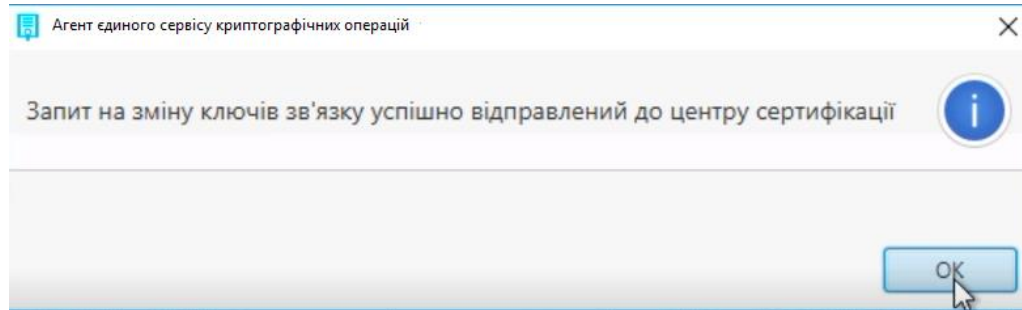 Агент єдиного сервісу криптографічних операцій
Запит на зміну ключів зв'язку успішно відправлений до центру сертифікації
OK